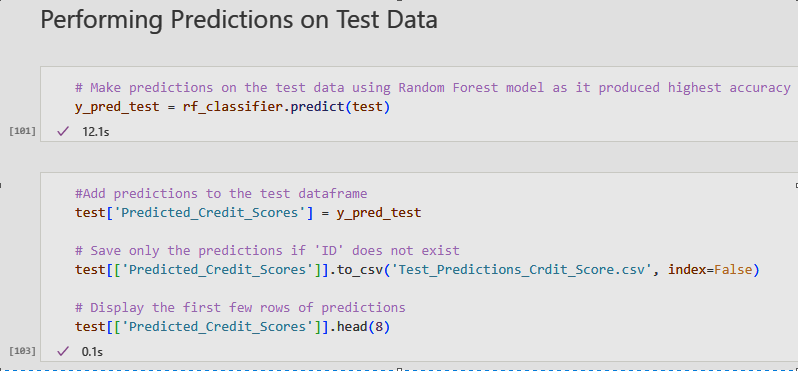 Performing Predictions on Test Data
# Make predictions on the test data using Random Forest model as it produced highest accuracy
y_pred_test = rf_classifier.predict(test)
[101] ✓ 12.1s
#Add predictions to the test dataframe
test['Predicted_Credit_Scores'] = y_pred_test
# Save only the predictions if 'ID' does not exist
test[['Predicted_Credit_Scores']].to_csv('Test_Predictions_Crdit_Score.csv', index=False)
# Display the first few rows of predictions
test[['Predicted_Credit_Scores']].head(8)
[103] ✓ 0.1s